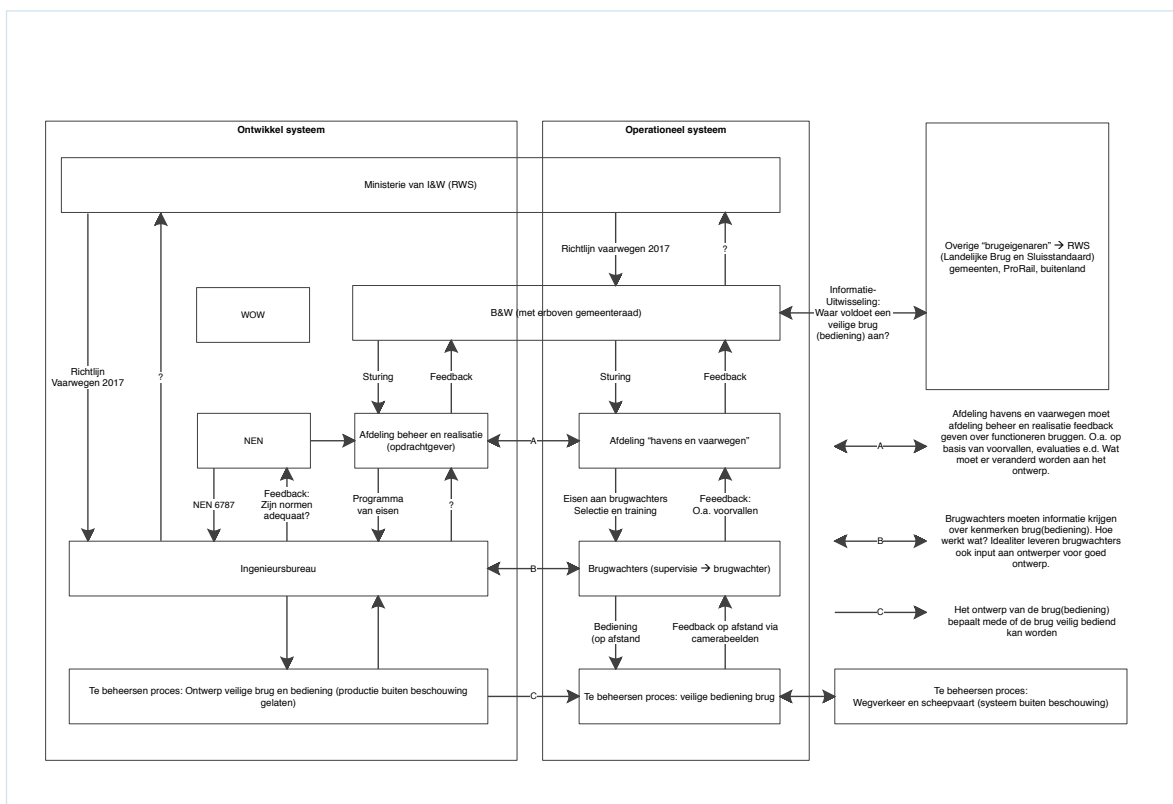 Ontwikkel systeem
Operationeel systeem
Ministerie van I&W (RWS)
Richtlijn vaarwegen 2017
?
Overige “brugeigenaren” → RWS
(Landelijke Brug en Sluisstandaard)
gemeenten, ProRail, buitenland
WOW
B&W (met erboven gemeenteraad)
Informatie-
Uitwisseling:
Waar voldoet een
veilige brug
(bediening) aan?
Richtlijn
Vaarwegen 2017
?
Sturing
Feedback
Sturing
Feedback
NEN
Afdeling beheer en realisatie
(opdrachtgever)
A
Afdeling “havens en vaarwegen”
A
Afdeling havens en vaarwegen moet
afdeling beheer en realisatie feedback
geven over functioneren bruggen. O.a. op
basis van voorvallen, evaluaties e.d. Wat
moet er veranderd worden aan het
ontwerp.
NEN 6787
Feedback:
Zijn normen
adequaat?
Programma
van eisen
?
Eisen aan brugwachters
Selectie en training
Feeedback:
O.a. voorvallen
Ingenieursbureau
B
Brugwachters (supervisie → brugwachter)
B
Brugwachters moeten informatie krijgen
over kenmerken brug(bediening). Hoe
werkt wat? Idealiter leveren brugwachters
ook input aan ontwerper voor goed
ontwerp.
Bediening
(op afstand
Feedback op afstand via
camerabeelden
C
Het ontwerp van de brug(bediening)
bepaalt mede of de brug veilig bediend
kan worden
Te beheersen proces: Ontwerp veilige brug en bediening (productie buiten beschouwing
gelaten)
C
Te beheersen proces: veilige bediening brug
Te beheersen proces:
Wegverkeer en scheepvaart (systeem buiten beschouwing)